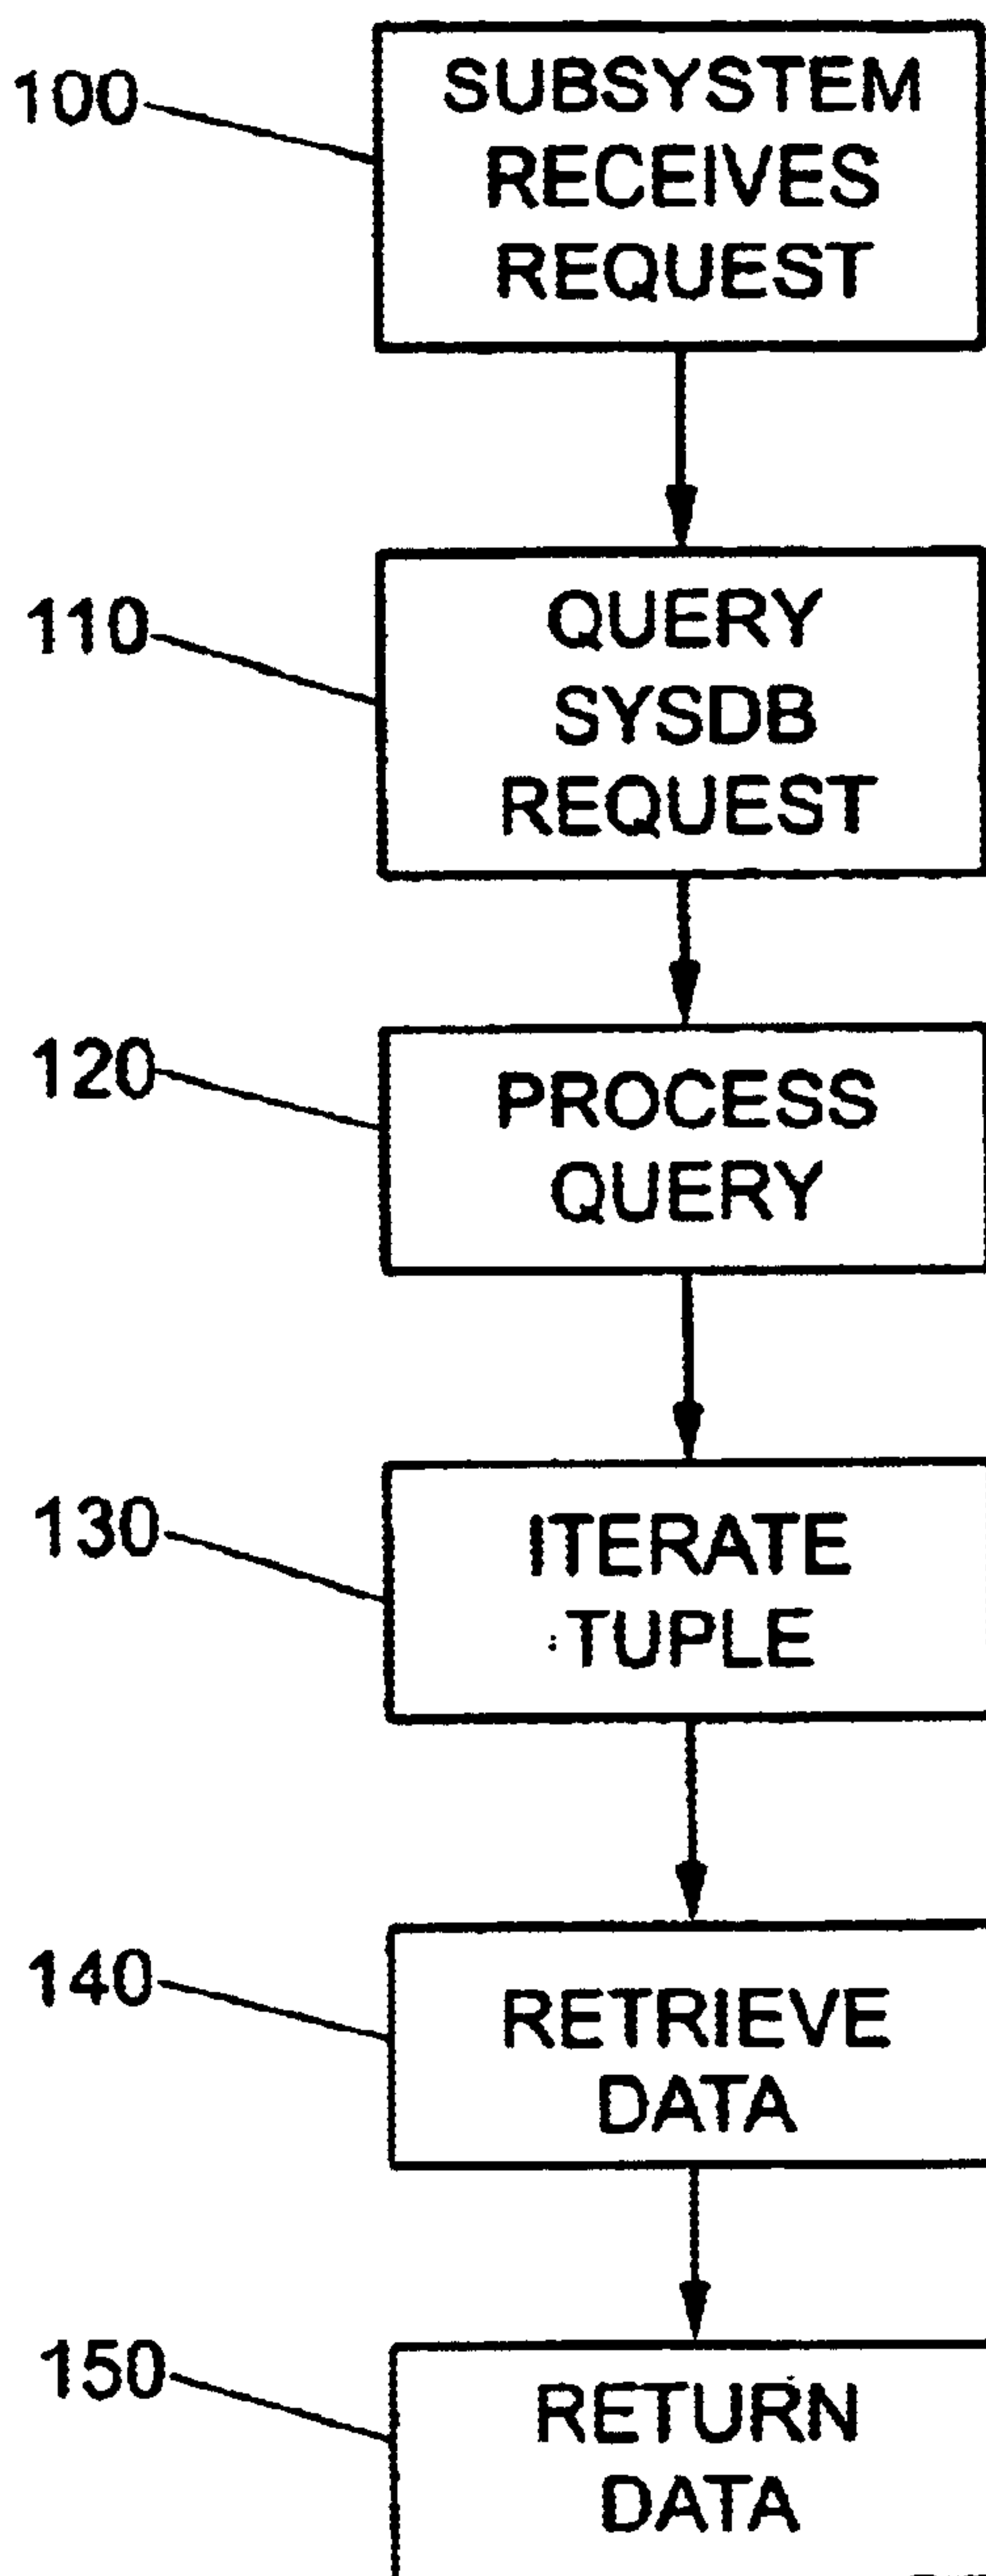 100
SUBSYSTEM
RECEIVES
REQUEST
110
QUERY
SYSDB
REQUEST
120
PROCESS
QUERY
130
ITERATE
TUPLE
140
RETRIEVE
DATA
150
RETURN
DATA